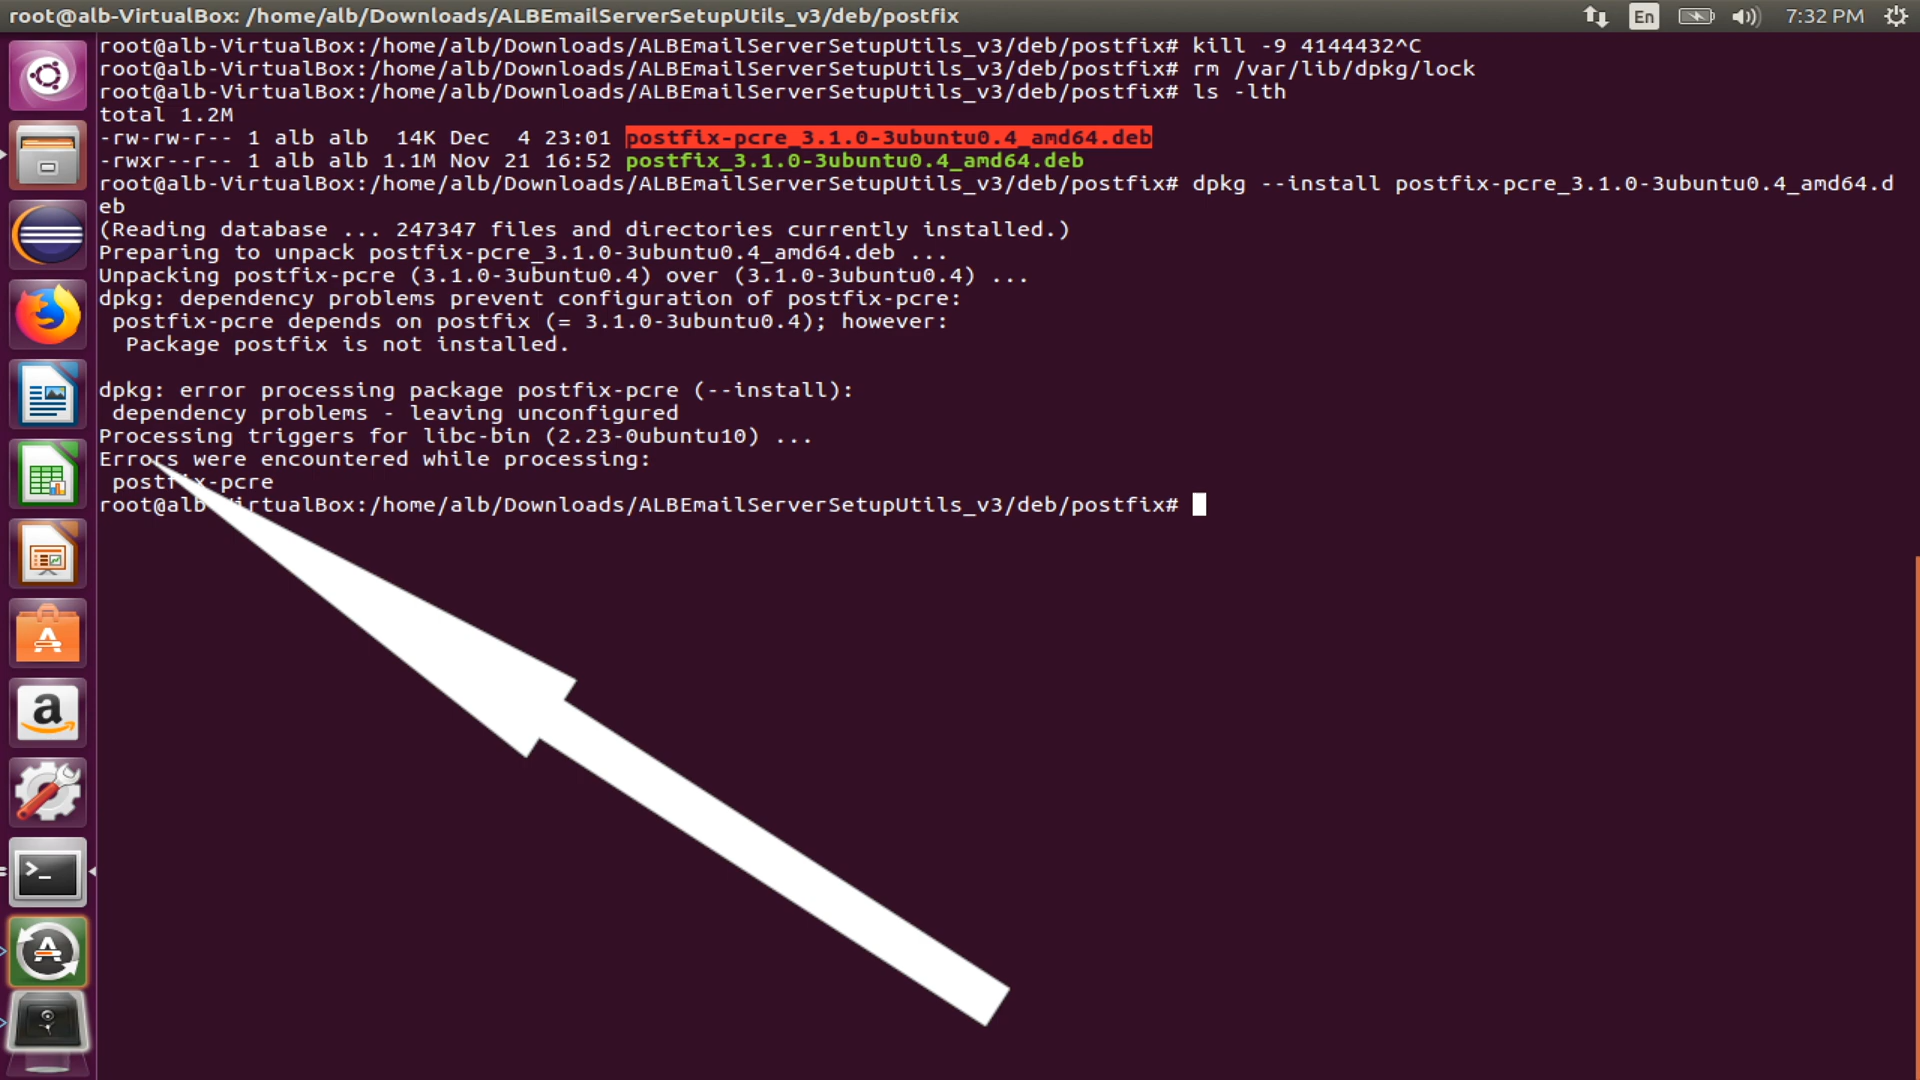 root@alb-VirtualBox: /home/alb/Downloads/ALBEmailServerSetupUtils_v3/deb/postfix
En
7:32 PM
root@alb-VirtualBox:/home/alb/Downloads/ALBEmailServerSetupUtils_v3/deb/postfix# kill -9 4144432^C
root@alb-VirtualBox:/home/alb/Downloads/ALBEmailServerSetupUtils_v3/deb/postfix# rm /var/lib/dpkg/lock
root@alb-VirtualBox:/home/alb/Downloads/ALBEmailServerSetupUtils_v3/deb/postfix# ls -lth
total 1.2M
-rw-rw-r-- 1 alb alb  14K Dec  4 23:01 postfix-pcre_3.1.0-3ubuntu0.4_amd64.deb
-rwxr--r-- 1 alb alb 1.1M Nov 21 16:52 postfix_3.1.0-3ubuntu0.4_amd64.deb
root@alb-VirtualBox:/home/alb/Downloads/ALBEmailServerSetupUtils_v3/deb/postfix# dpkg --install postfix-pcre_3.1.0-3ubuntu0.4_amd64.d
eb
(Reading database ... 247347 files and directories currently installed.)
Preparing to unpack postfix-pcre_3.1.0-3ubuntu0.4_amd64.deb ...
Unpacking postfix-pcre (3.1.0-3ubuntu0.4) over (3.1.0-3ubuntu0.4) ...
dpkg: dependency problems prevent configuration of postfix-pcre:
 postfix-pcre depends on postfix (= 3.1.0-3ubuntu0.4); however:
  Package postfix is not installed.
dpkg: error processing package postfix-pcre (--install):
 dependency problems - leaving unconfigured
Processing triggers for libc-bin (2.23-0ubuntu10) ...
Errors were encountered while processing:
 postfix-pcre
root@alb-VirtualBox:/home/alb/Downloads/ALBEmailServerSetupUtils_v3/deb/postfix#